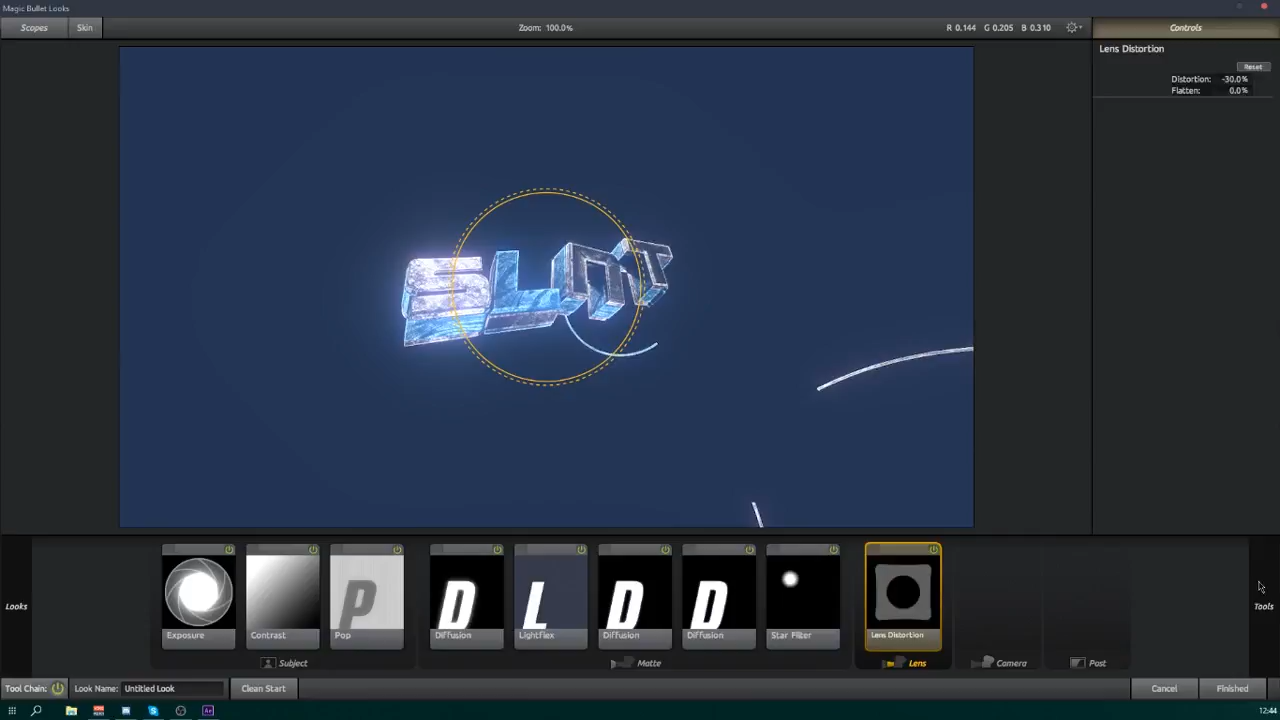 Magic Bullet Looks
Scopes
Skin
Zoom: 100.0%
R 0.144 G 0.205 B 0.310
Controls
Lens Distortion
Reset
Distortion: -30.0%
Flatten: 0.0%
Looks
Exposure
Contrast
Pop
Diffusion
Lightflex
Diffusion
Diffusion
Star Filter
Lens Distortion
Tools
Subject
Matte
Lens
Camera
Post
Tool Chain:
Look Name: Untitled Look
Clean Start
Cancel
Finished
12:44